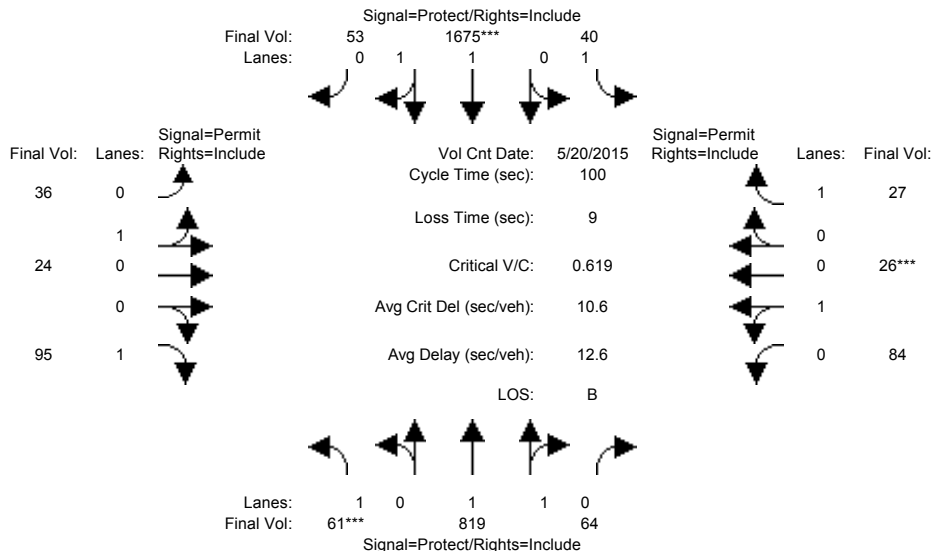 Signal=Protect/Rights=Include
Final Vol: 53 1675*** 40
Lanes: 0 1 1 0 1
Signal=Permit
Final Vol: Lanes: Rights=Include
Vol Cnt Date: 5/20/2015
Signal=Permit
Rights=Include Lanes: Final Vol:
Cycle Time (sec): 100
36 0
1 27
Loss Time (sec): 9
1
0
24 0
Critical V/C: 0.619
0 26***
0
Avg Crit Del (sec/veh): 10.6
1
95 1
Avg Delay (sec/veh): 12.6
0 84
LOS: B
Lanes: 1 0 1 1 0
Final Vol: 61*** 819 64
Signal=Protect/Rights=Include